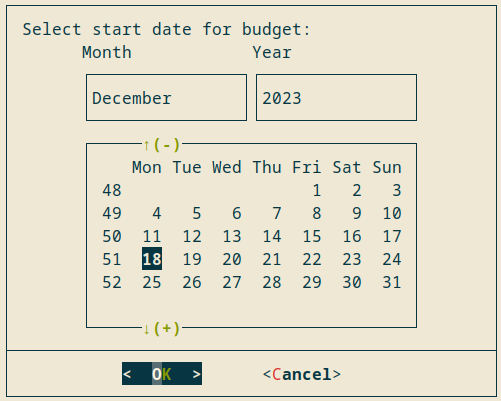 Select start date for budget:
Month Year
December 2023
↑(-)
Mon Tue Wed Thu Fri Sat Sun
48 1 2 3
49 4 5 6 7 8 9 10
50 11 12 13 14 15 16 17
51 18 19 20 21 22 23 24
52 25 26 27 28 29 30 31
↓(+)
< OK > <Cancel>